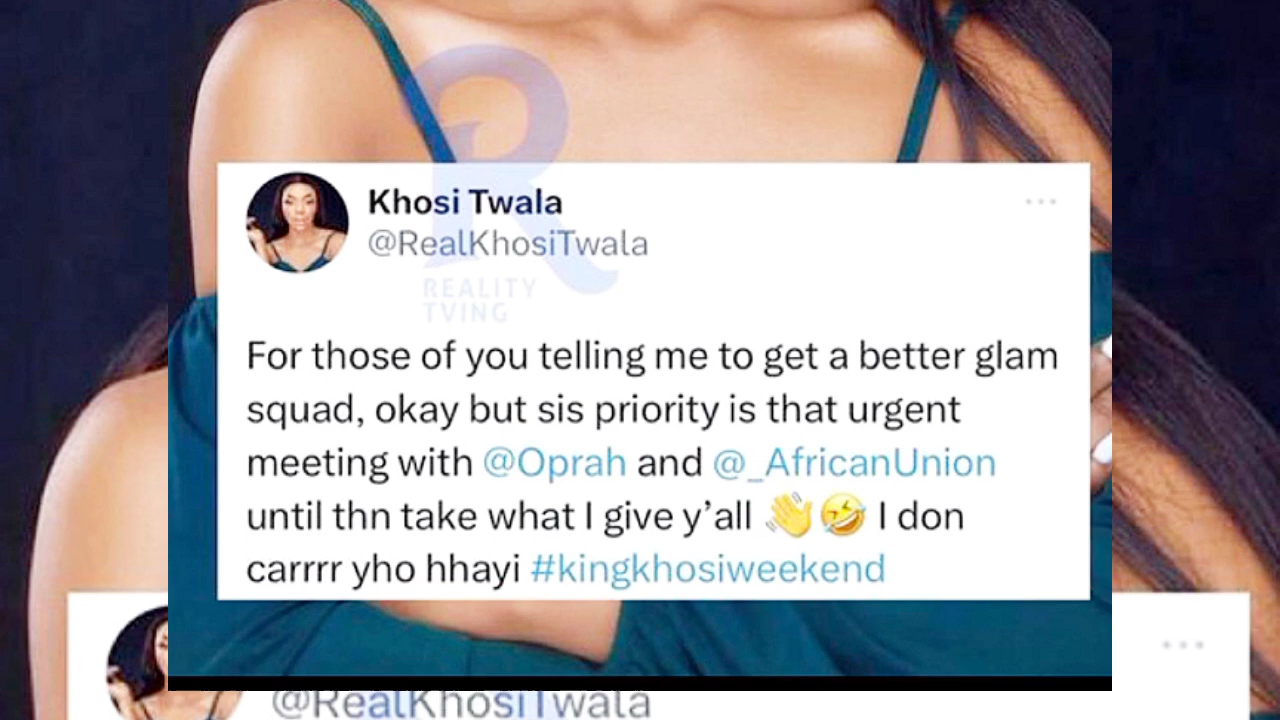 Khosi Twala
@RealKhosiTwala
REALITY
TVING
For those of you telling me to get a better glam
squad, okay but sis priority is that urgent
meeting with @Oprah and @_AfricanUnion
until thn take what I give y’all 👋🤣 I don
carrrr yho hhayi #kingkhosiweekend
@RealKhosiTwala